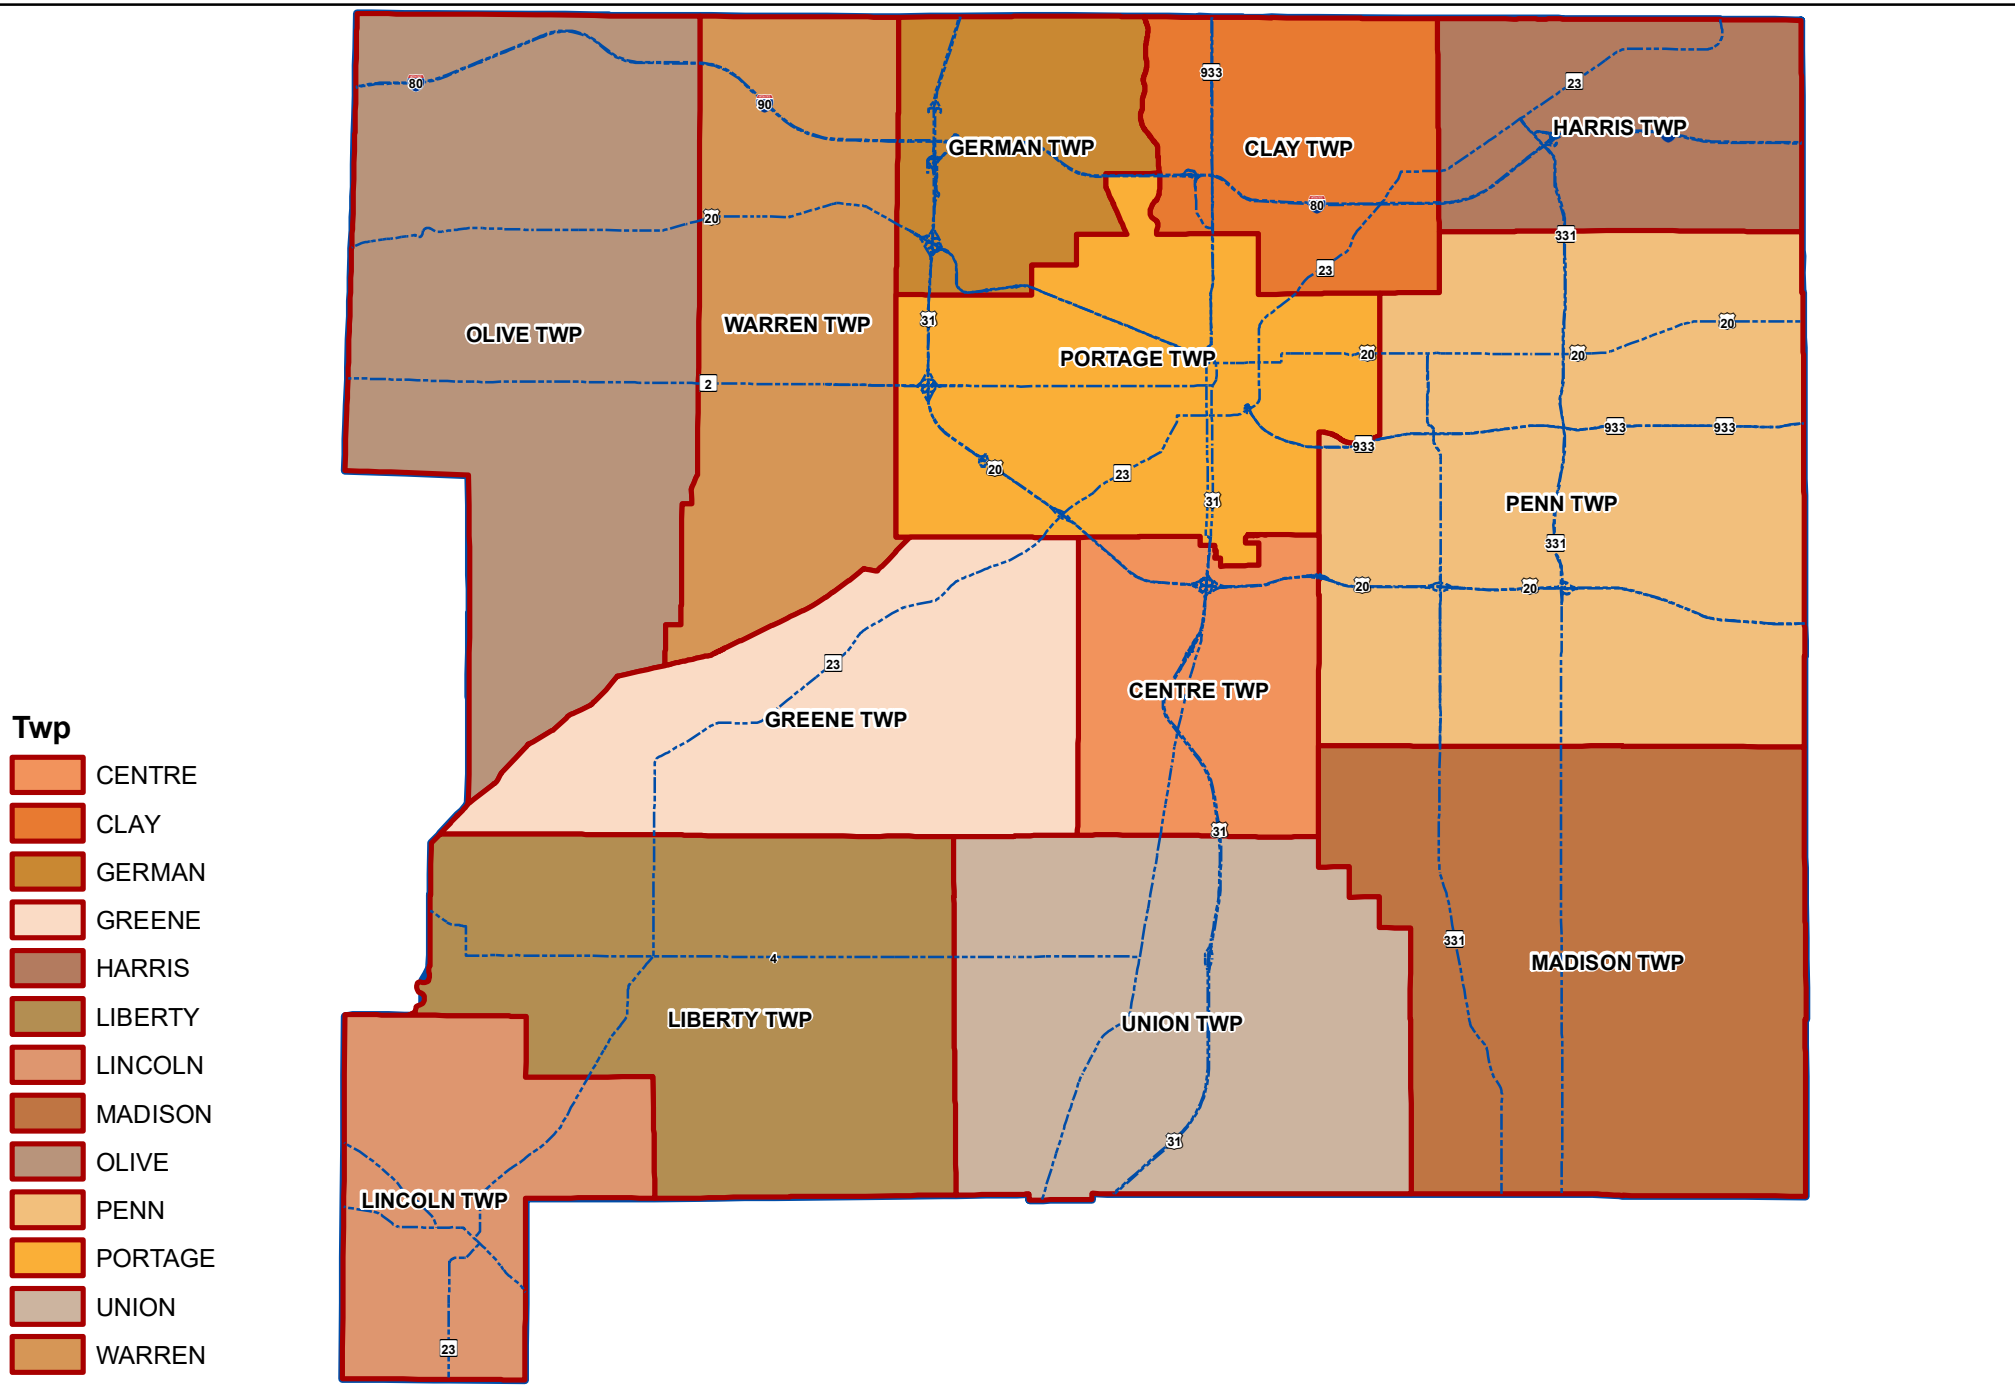 80
90
933
23
HARRIS TWP
GERMAN TWP
CLAY TWP
80
20
331
23
31
WARREN TWP
OLIVE TWP
20
PORTAGE TWP
20
20
2
933
933
933
20
23
31
PENN TWP
331
20
20
23
CENTRE TWP
GREENE TWP
31
331
4
MADISON TWP
LIBERTY TWP
UNION TWP
31
LINCOLN TWP
23
Twp
CENTRE
CLAY
GERMAN
GREENE
HARRIS
LIBERTY
LINCOLN
MADISON
OLIVE
PENN
PORTAGE
UNION
WARREN